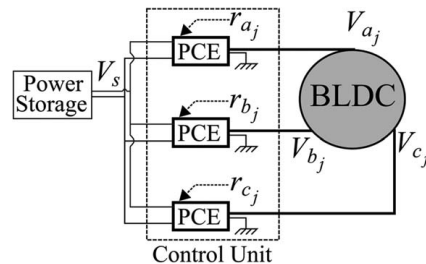 r_{a_j}
V_{a_j}
PCE
Power
Storage
V_s
r_{b_j}
PCE
BLDC
V_{b_j}
V_{c_j}
r_{c_j}
PCE
Control Unit